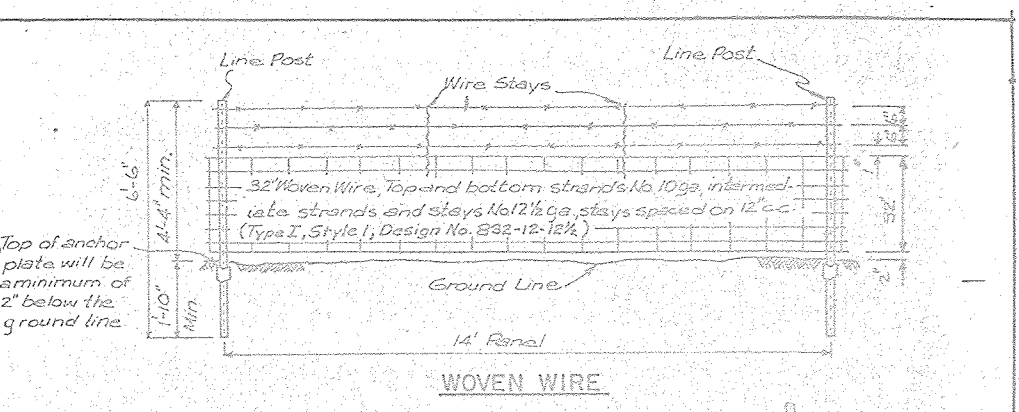 Line Post
Line Post
Wire Stays
6'-6"
4'-4" min.
6"
6"
32" Woven Wire, Top and bottom strands No. 10 ga, intermed-
iate strands and stays No 12½ ga, stays spaced on 12" c-c
(Type I, Style 1, Design No. 832-12-12½)
32"
Top of anchor
plate will be
a minimum of
2" below the
ground line
1'-10"
Min.
Ground Line
2"
14' Panel
WOVEN WIRE